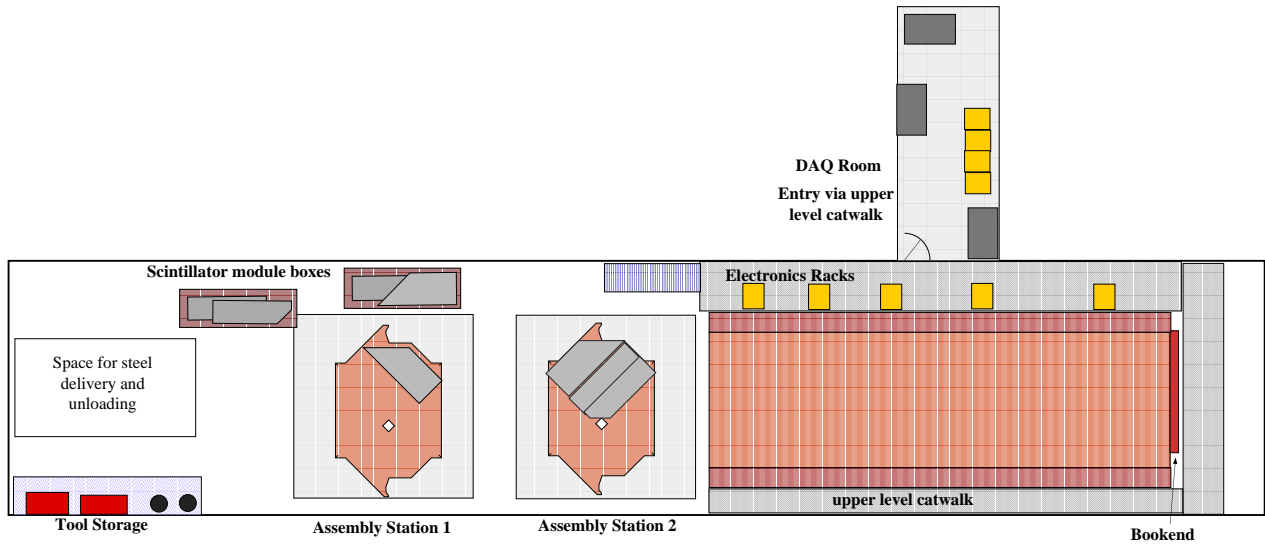 DAQ Room
Entry via upper
level catwalk
Scintillator module boxes
Electronics Racks
Space for steel
delivery and
unloading
upper level catwalk
Tool Storage
Assembly Station 1
Assembly Station 2
Bookend